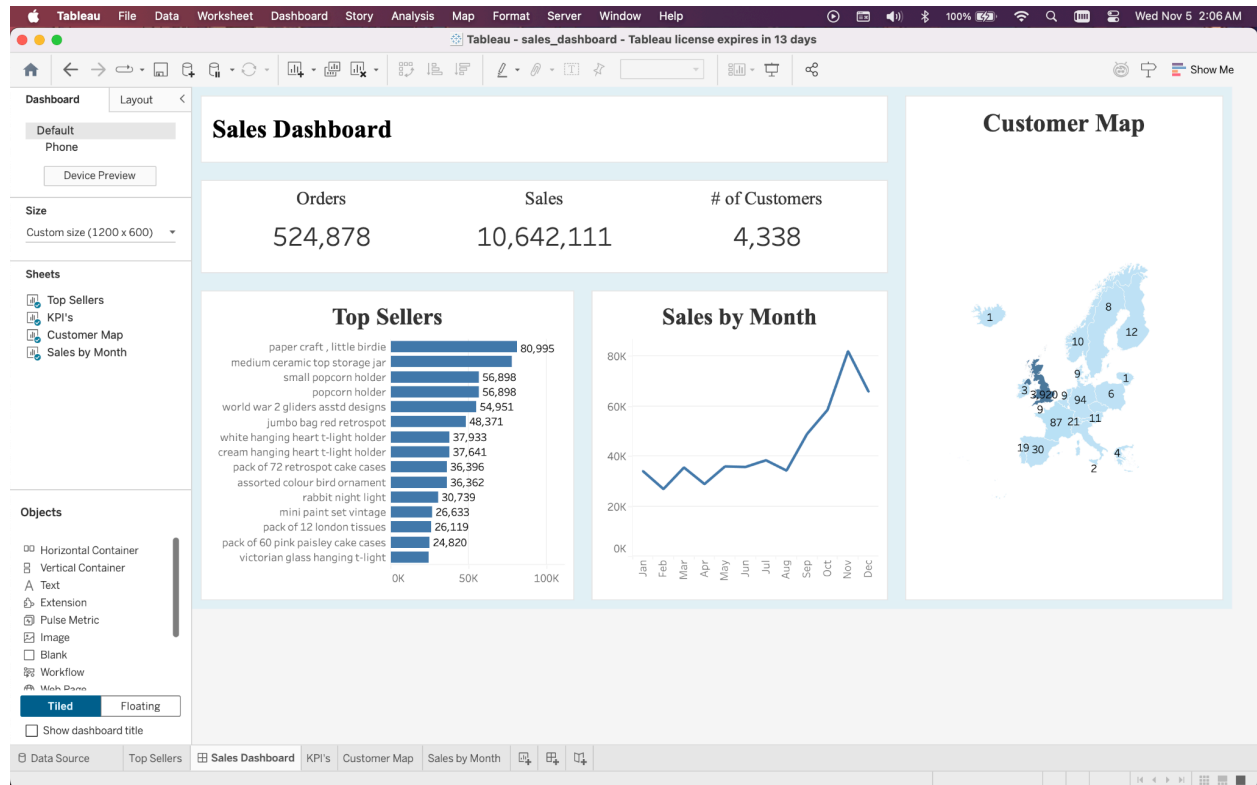 Tableau File Data Worksheet Dashboard Story Analysis Map Format Server Window Help 100% Wed Nov 5 2:06 AM
Tableau - sales_dashboard - Tableau license expires in 13 days
Show Me
Dashboard Layout
Default
Phone
Device Preview
Size
Custom size (1200 x 600)
Sheets
Top Sellers
KPI's
Customer Map
Sales by Month
Objects
Horizontal Container
Vertical Container
Text
Extension
Pulse Metric
Image
Blank
Workflow
Web Page
Tiled Floating
Show dashboard title
Sales Dashboard
Orders Sales # of Customers
524,878 10,642,111 4,338
Top Sellers
paper craft , little birdie 80,995
medium ceramic top storage jar
small popcorn holder 56,898
popcorn holder 56,898
world war 2 gliders asstd designs 54,951
jumbo bag red retrospot 48,371
white hanging heart t-light holder 37,933
cream hanging heart t-light holder 37,641
pack of 72 retrospot cake cases 36,396
assorted colour bird ornament 36,362
rabbit night light 30,739
mini paint set vintage 26,633
pack of 12 london tissues 26,119
pack of 60 pink paisley cake cases 24,820
victorian glass hanging t-light
0K 50K 100K
Sales by Month
80K
60K
40K
20K
0K
Jan Feb Mar Apr May Jun Jul Aug Sep Oct Nov Dec
Customer Map
8
1
12
10
9
1
3
3,920
9
94
6
9
87
21
11
19
30
4
2
Data Source Top Sellers Sales Dashboard KPI's Customer Map Sales by Month